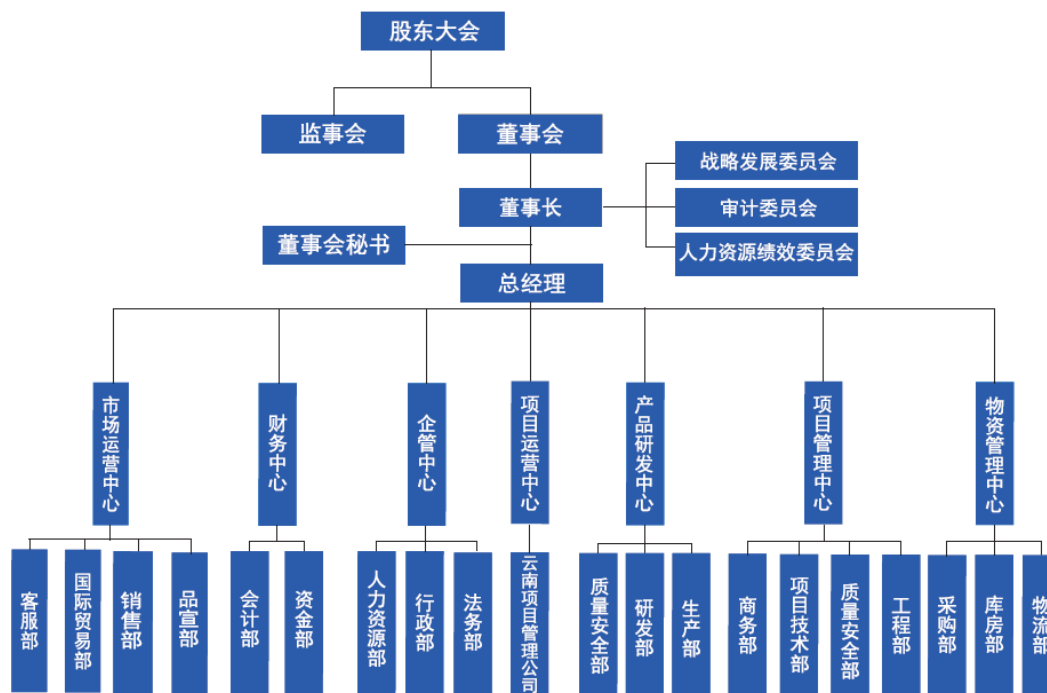 股东大会
监事会
董事会
战略发展委员会
董事长
审计委员会
董事会秘书
人力资源绩效委员会
总经理
市场运营中心
财务中心
企管中心
项目运营中心
产品研发中心
项目管理中心
物资管理中心
客服部
国际贸易部
销售部
品宣部
会计部
资金部
人力资源部
行政部
法务部
云南项目管理公司
质量安全部
研发部
生产部
商务部
项目技术部
质量安全部
工程部
采购部
库房部
物流部